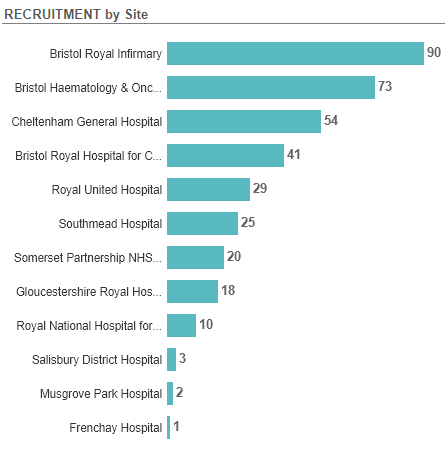 RECRUITMENT by Site
Bristol Royal Infirmary 90
Bristol Haematology & Onc... 73
Cheltenham General Hospital 54
Bristol Royal Hospital for C... 41
Royal United Hospital 29
Southmead Hospital 25
Somerset Partnership NHS... 20
Gloucestershire Royal Hos... 18
Royal National Hospital for... 10
Salisbury District Hospital 3
Musgrove Park Hospital 2
Frenchay Hospital 1